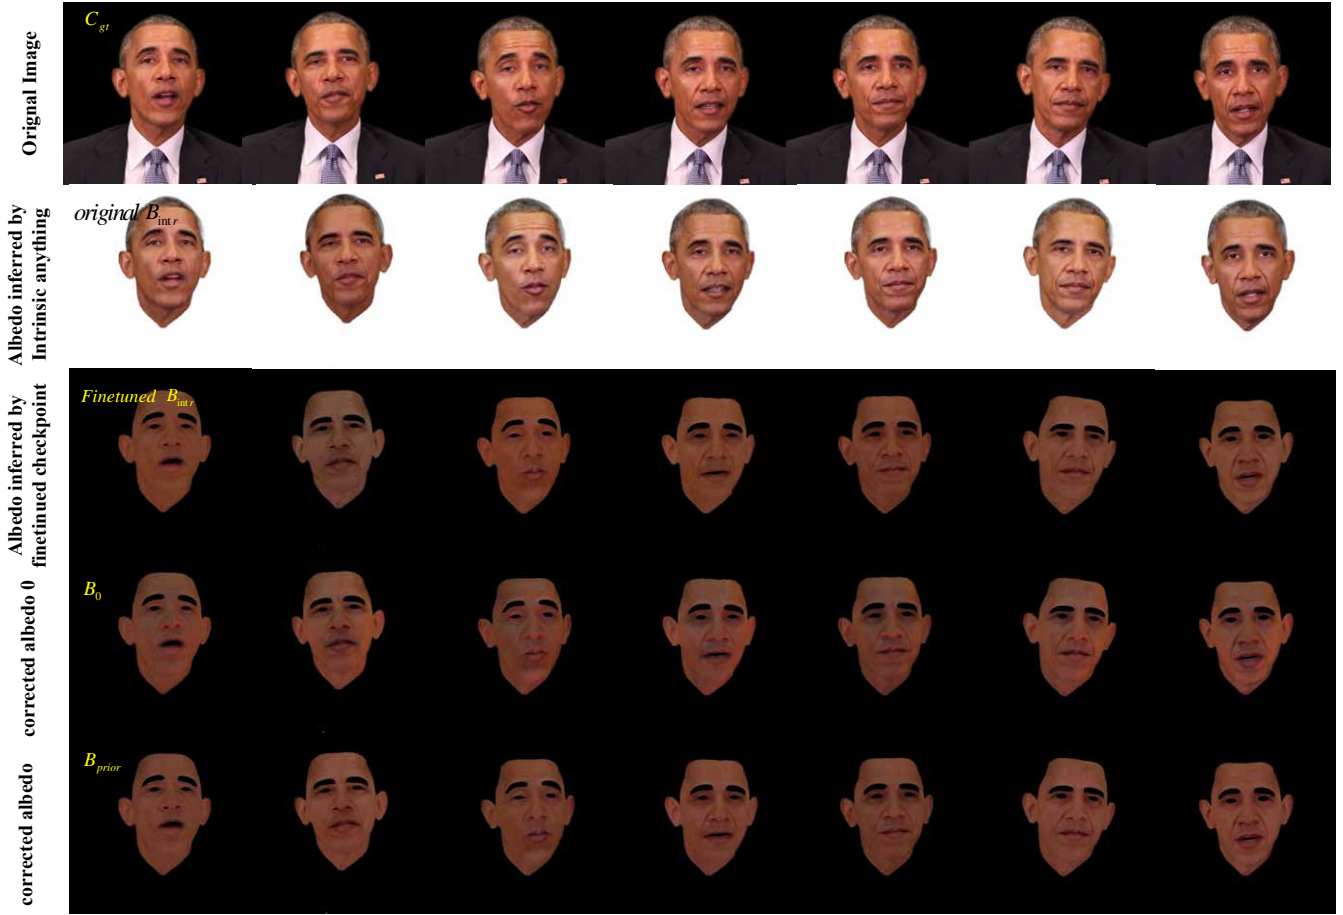 Orignal Image
C_gt
Albedo inferred by
Intrinsic anything
original B_intr
Albedo inferred by
finetinued checkpoint
Finetuned B_intr
corrected albedo 0
B_0
corrected albedo
B_prior